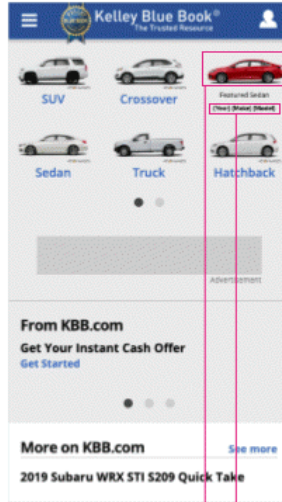 Kelley Blue Book®
The Trusted Resource
SUV
Crossover
Featured Sedan
[Year] [Make] [Model]
Sedan
Truck
Hatchback
Advertisement
From KBB.com
Get Your Instant Cash Offer
Get Started
More on KBB.com
See more
2019 Subaru WRX STI S209 Quick Take